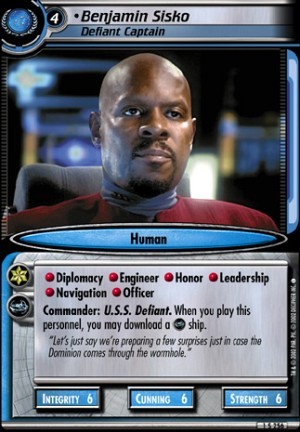 4 •Benjamin Sisko
Defiant Captain
Human
Diplomacy Engineer Honor Leadership
Navigation Officer
Commander: U.S.S. Defiant. When you play this
personnel, you may download a ship.
"Let's just say we're preparing a few surprises just in case the
Dominion comes through the wormhole."
INTEGRITY 6 CUNNING 6 STRENGTH 6